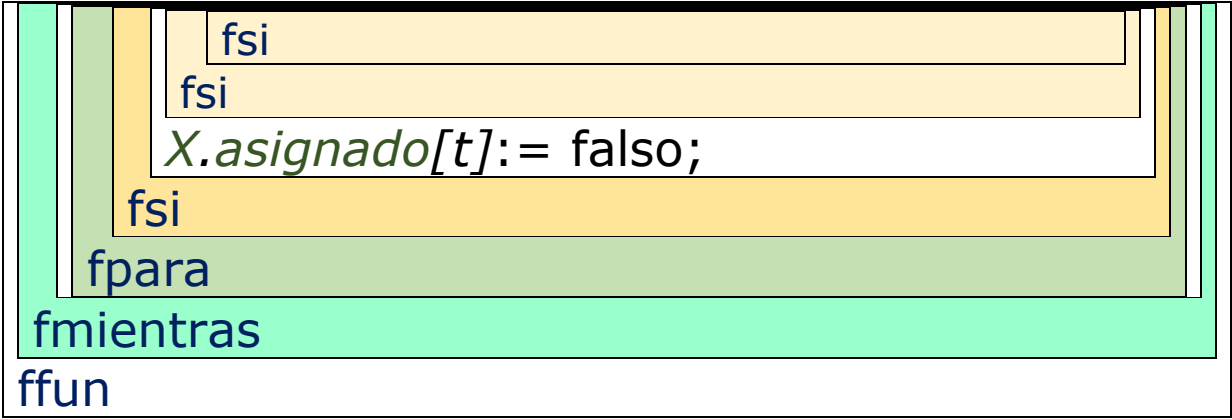 fsi
fsi
X.asignado[t]:= falso;
fsi
fpara
fmientras
ffun